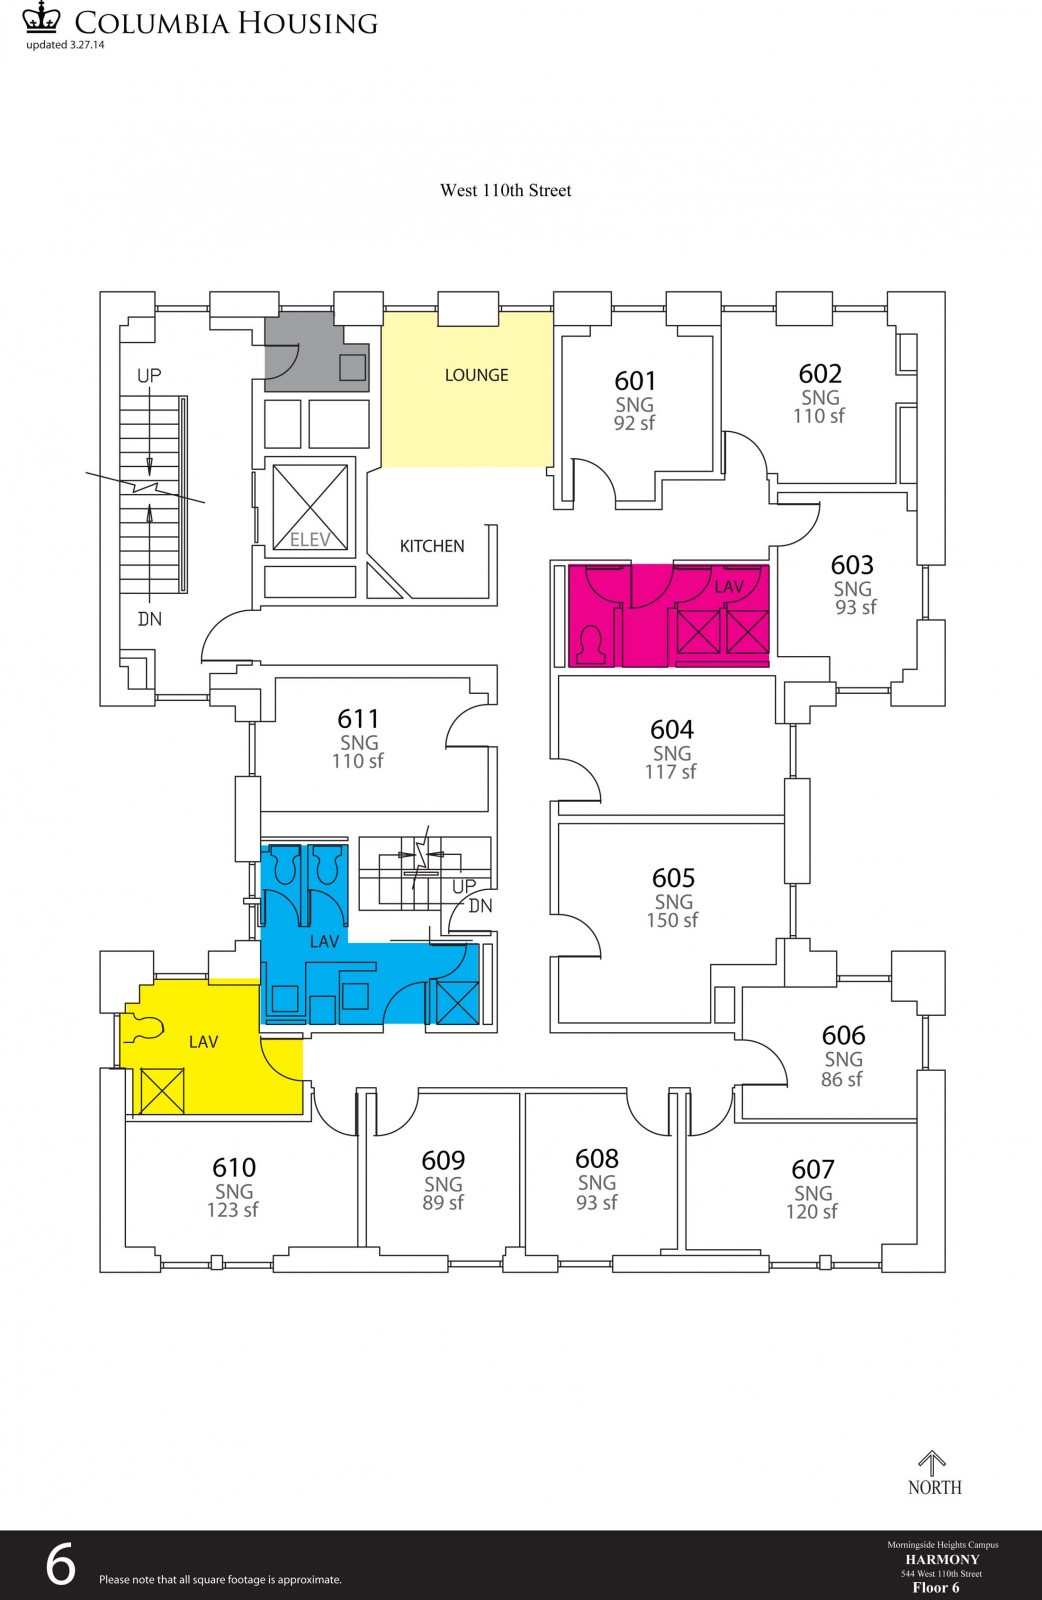 COLUMBIA HOUSING
updated 3.27.14
West 110th Street
UP
LOUNGE
601
SNG
92 sf
602
SNG
110 sf
ELEV
KITCHEN
603
SNG
93 sf
LAV
DN
611
SNG
110 sf
604
SNG
117 sf
605
SNG
150 sf
UP
DN
LAV
LAV
606
SNG
86 sf
610
SNG
123 sf
609
SNG
89 sf
608
SNG
93 sf
607
SNG
120 sf
NORTH
6
Please note that all square footage is approximate.
Morningside Heights Campus
HARMONY
544 West 110th Street
Floor 6